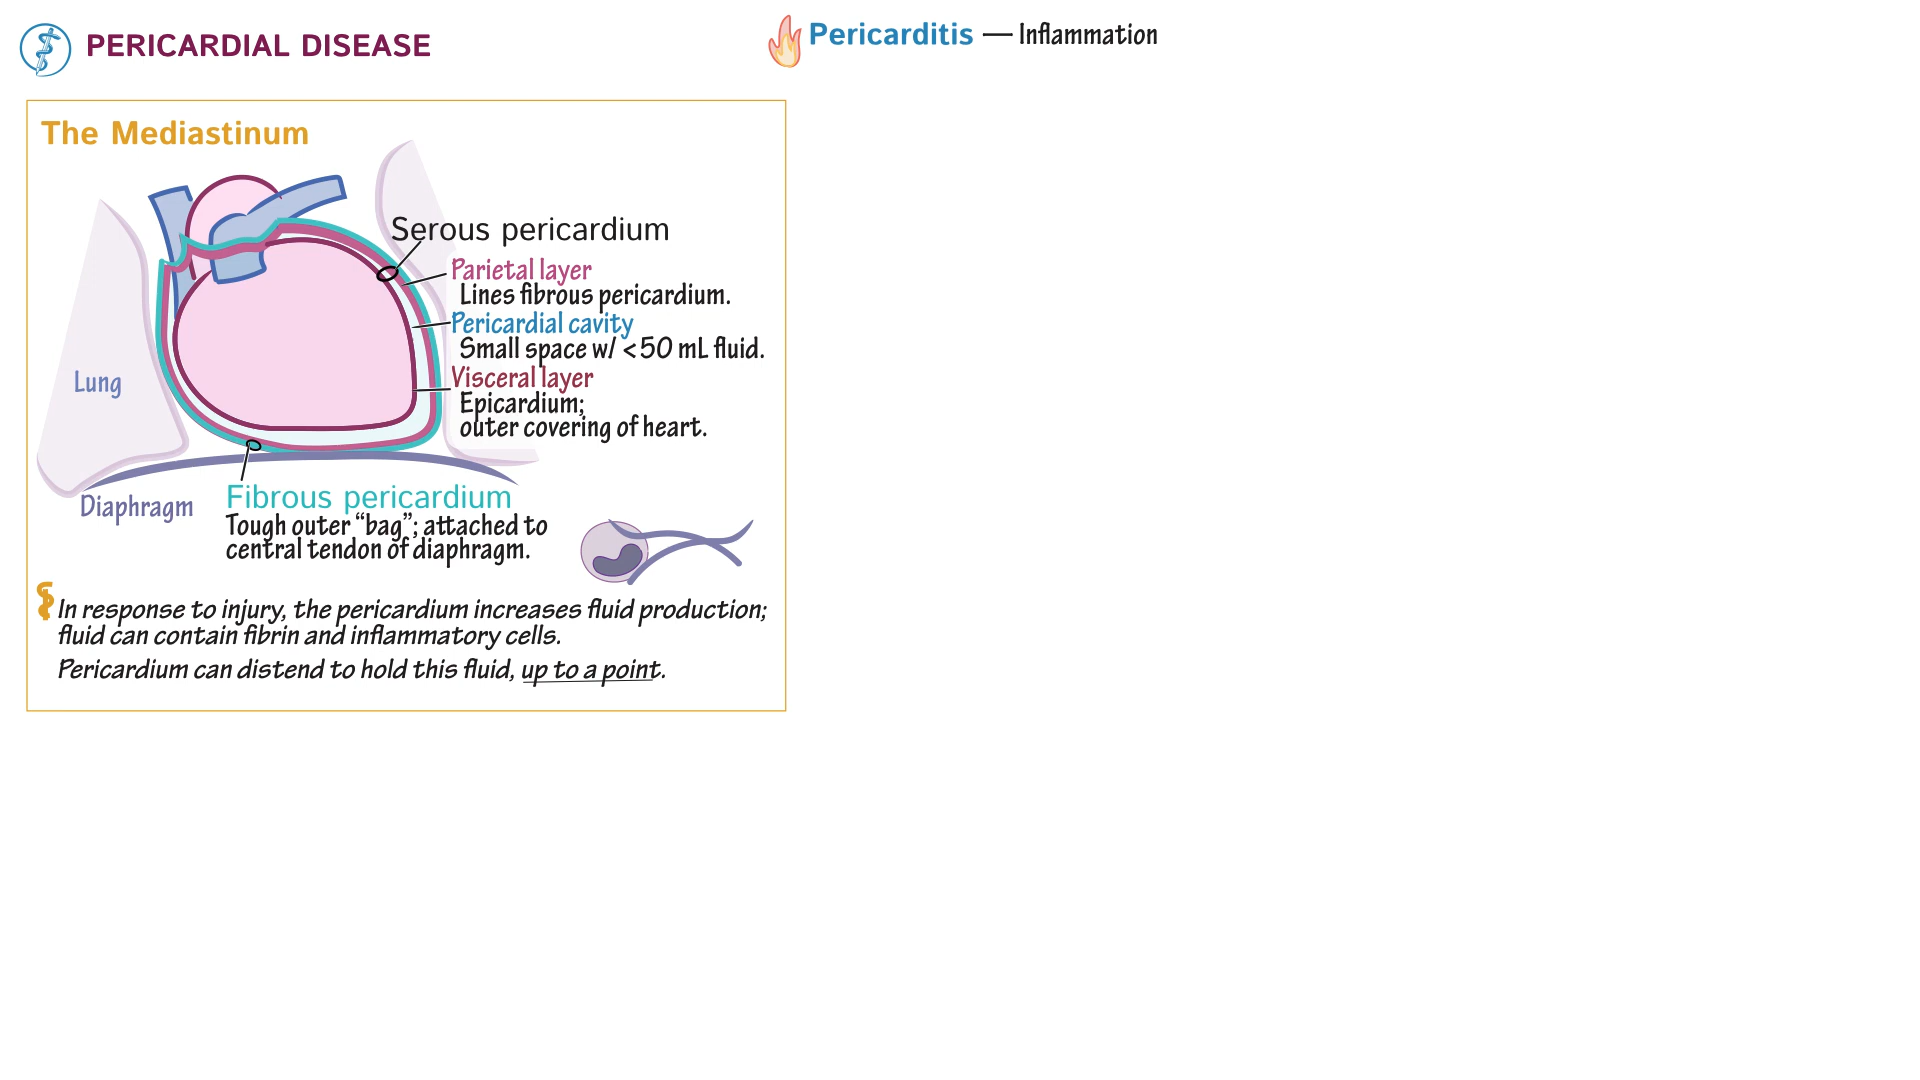 PERICARDIAL DISEASE
Pericarditis — Inflammation
The Mediastinum
Serous pericardium
Parietal layer
Lines fibrous pericardium.
Pericardial cavity
Small space w/ <50 mL fluid.
Visceral layer
Epicardium;
outer covering of heart.
Lung
Diaphragm
Fibrous pericardium
Tough outer “bag”; attached to
central tendon of diaphragm.
In response to injury, the pericardium increases fluid production;
fluid can contain fibrin and inflammatory cells.
Pericardium can distend to hold this fluid, up to a point.